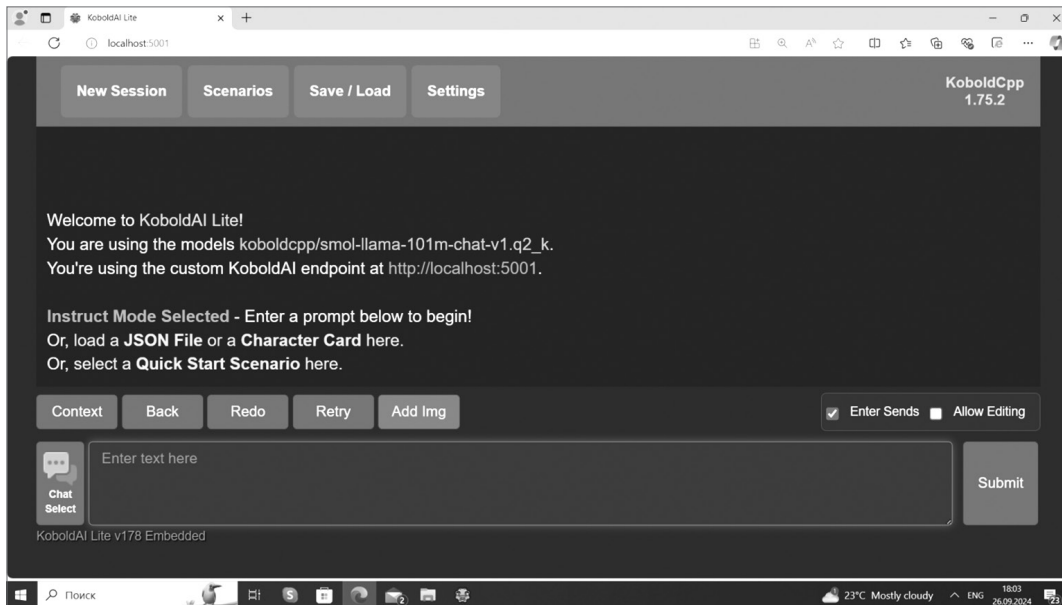 KoboldAI Lite
localhost:5001
New Session Scenarios Save / Load Settings
KoboldCpp
1.75.2
Welcome to KoboldAI Lite!
You are using the models koboldcpp/smol-llama-101m-chat-v1.q2_k.
You're using the custom KoboldAI endpoint at http://localhost:5001.
Instruct Mode Selected - Enter a prompt below to begin!
Or, load a JSON File or a Character Card here.
Or, select a Quick Start Scenario here.
Context Back Redo Retry Add Img
Enter Sends Allow Editing
Enter text here
Chat
Select
Submit
KoboldAI Lite v178 Embedded
Поиск
23°C Mostly cloudy
ENG
18:03
26.09.2024